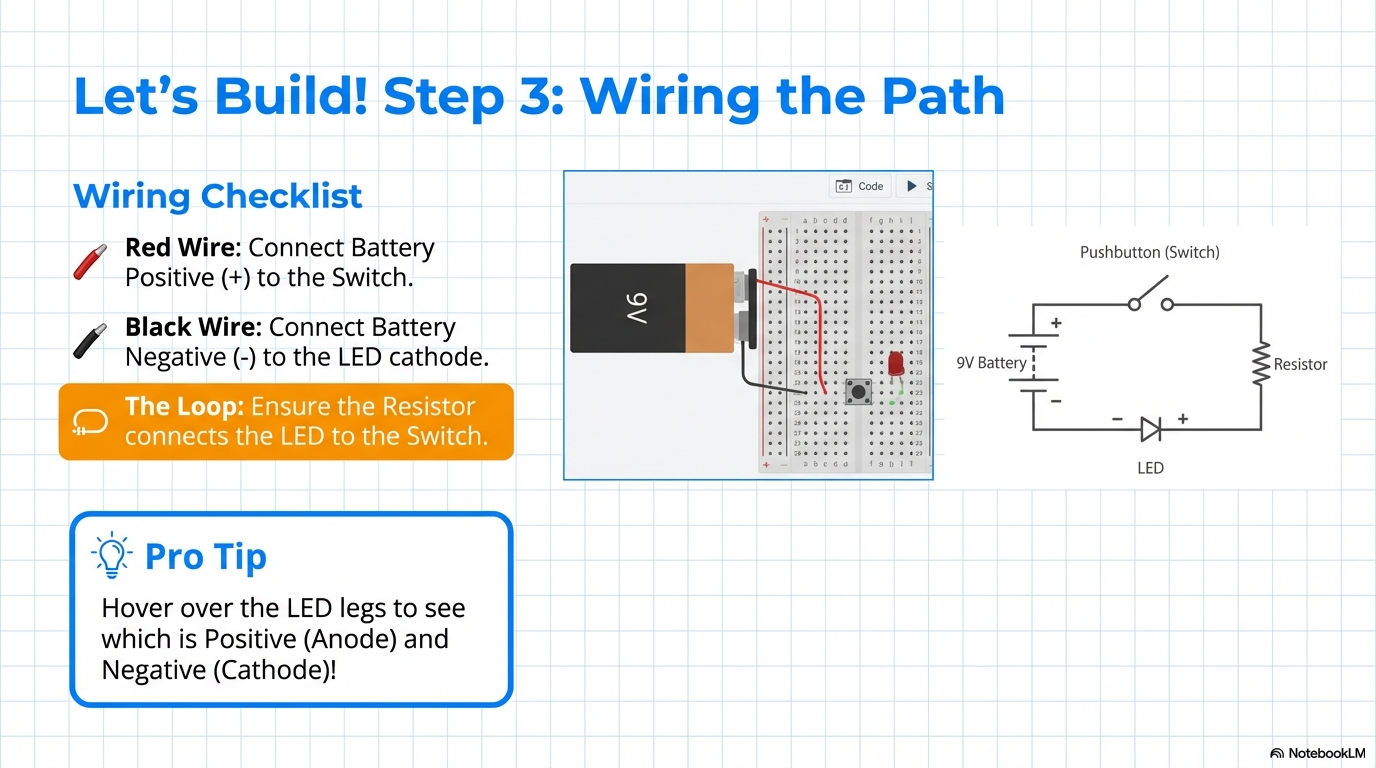 Let's Build! Step 3: Wiring the Path
Wiring Checklist
Red Wire: Connect Battery
Positive (+) to the Switch.
Black Wire: Connect Battery
Negative (-) to the LED cathode.
The Loop: Ensure the Resistor
connects the LED to the Switch.
Pro Tip
Hover over the LED legs to see
which is Positive (Anode) and
Negative (Cathode)!
Code
S
9V
Pushbutton (Switch)
+
9V Battery
-
Resistor
- +
LED
NotebookLM